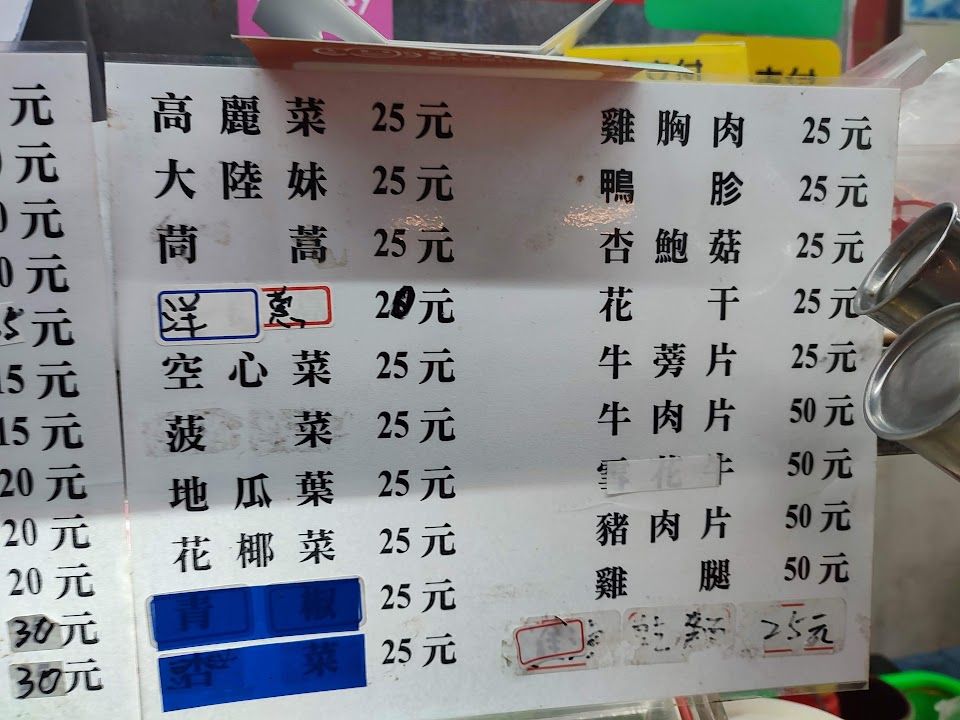 元
元
0元
0元
5元
15元
15元
20元
20元
20元
30元
30元
高麗菜 25元
大陸妹 25元
茼蒿 25元
洋蔥 20元
空心菜 25元
菠菜 25元
地瓜葉 25元
花椰菜 25元
青椒 25元
菜 25元
雞胸肉 25元
鴨胗 25元
杏鮑菇 25元
花干 25元
牛蒡片 25元
牛肉片 50元
雪花牛 50元
豬肉片 50元
雞腿 50元
25元